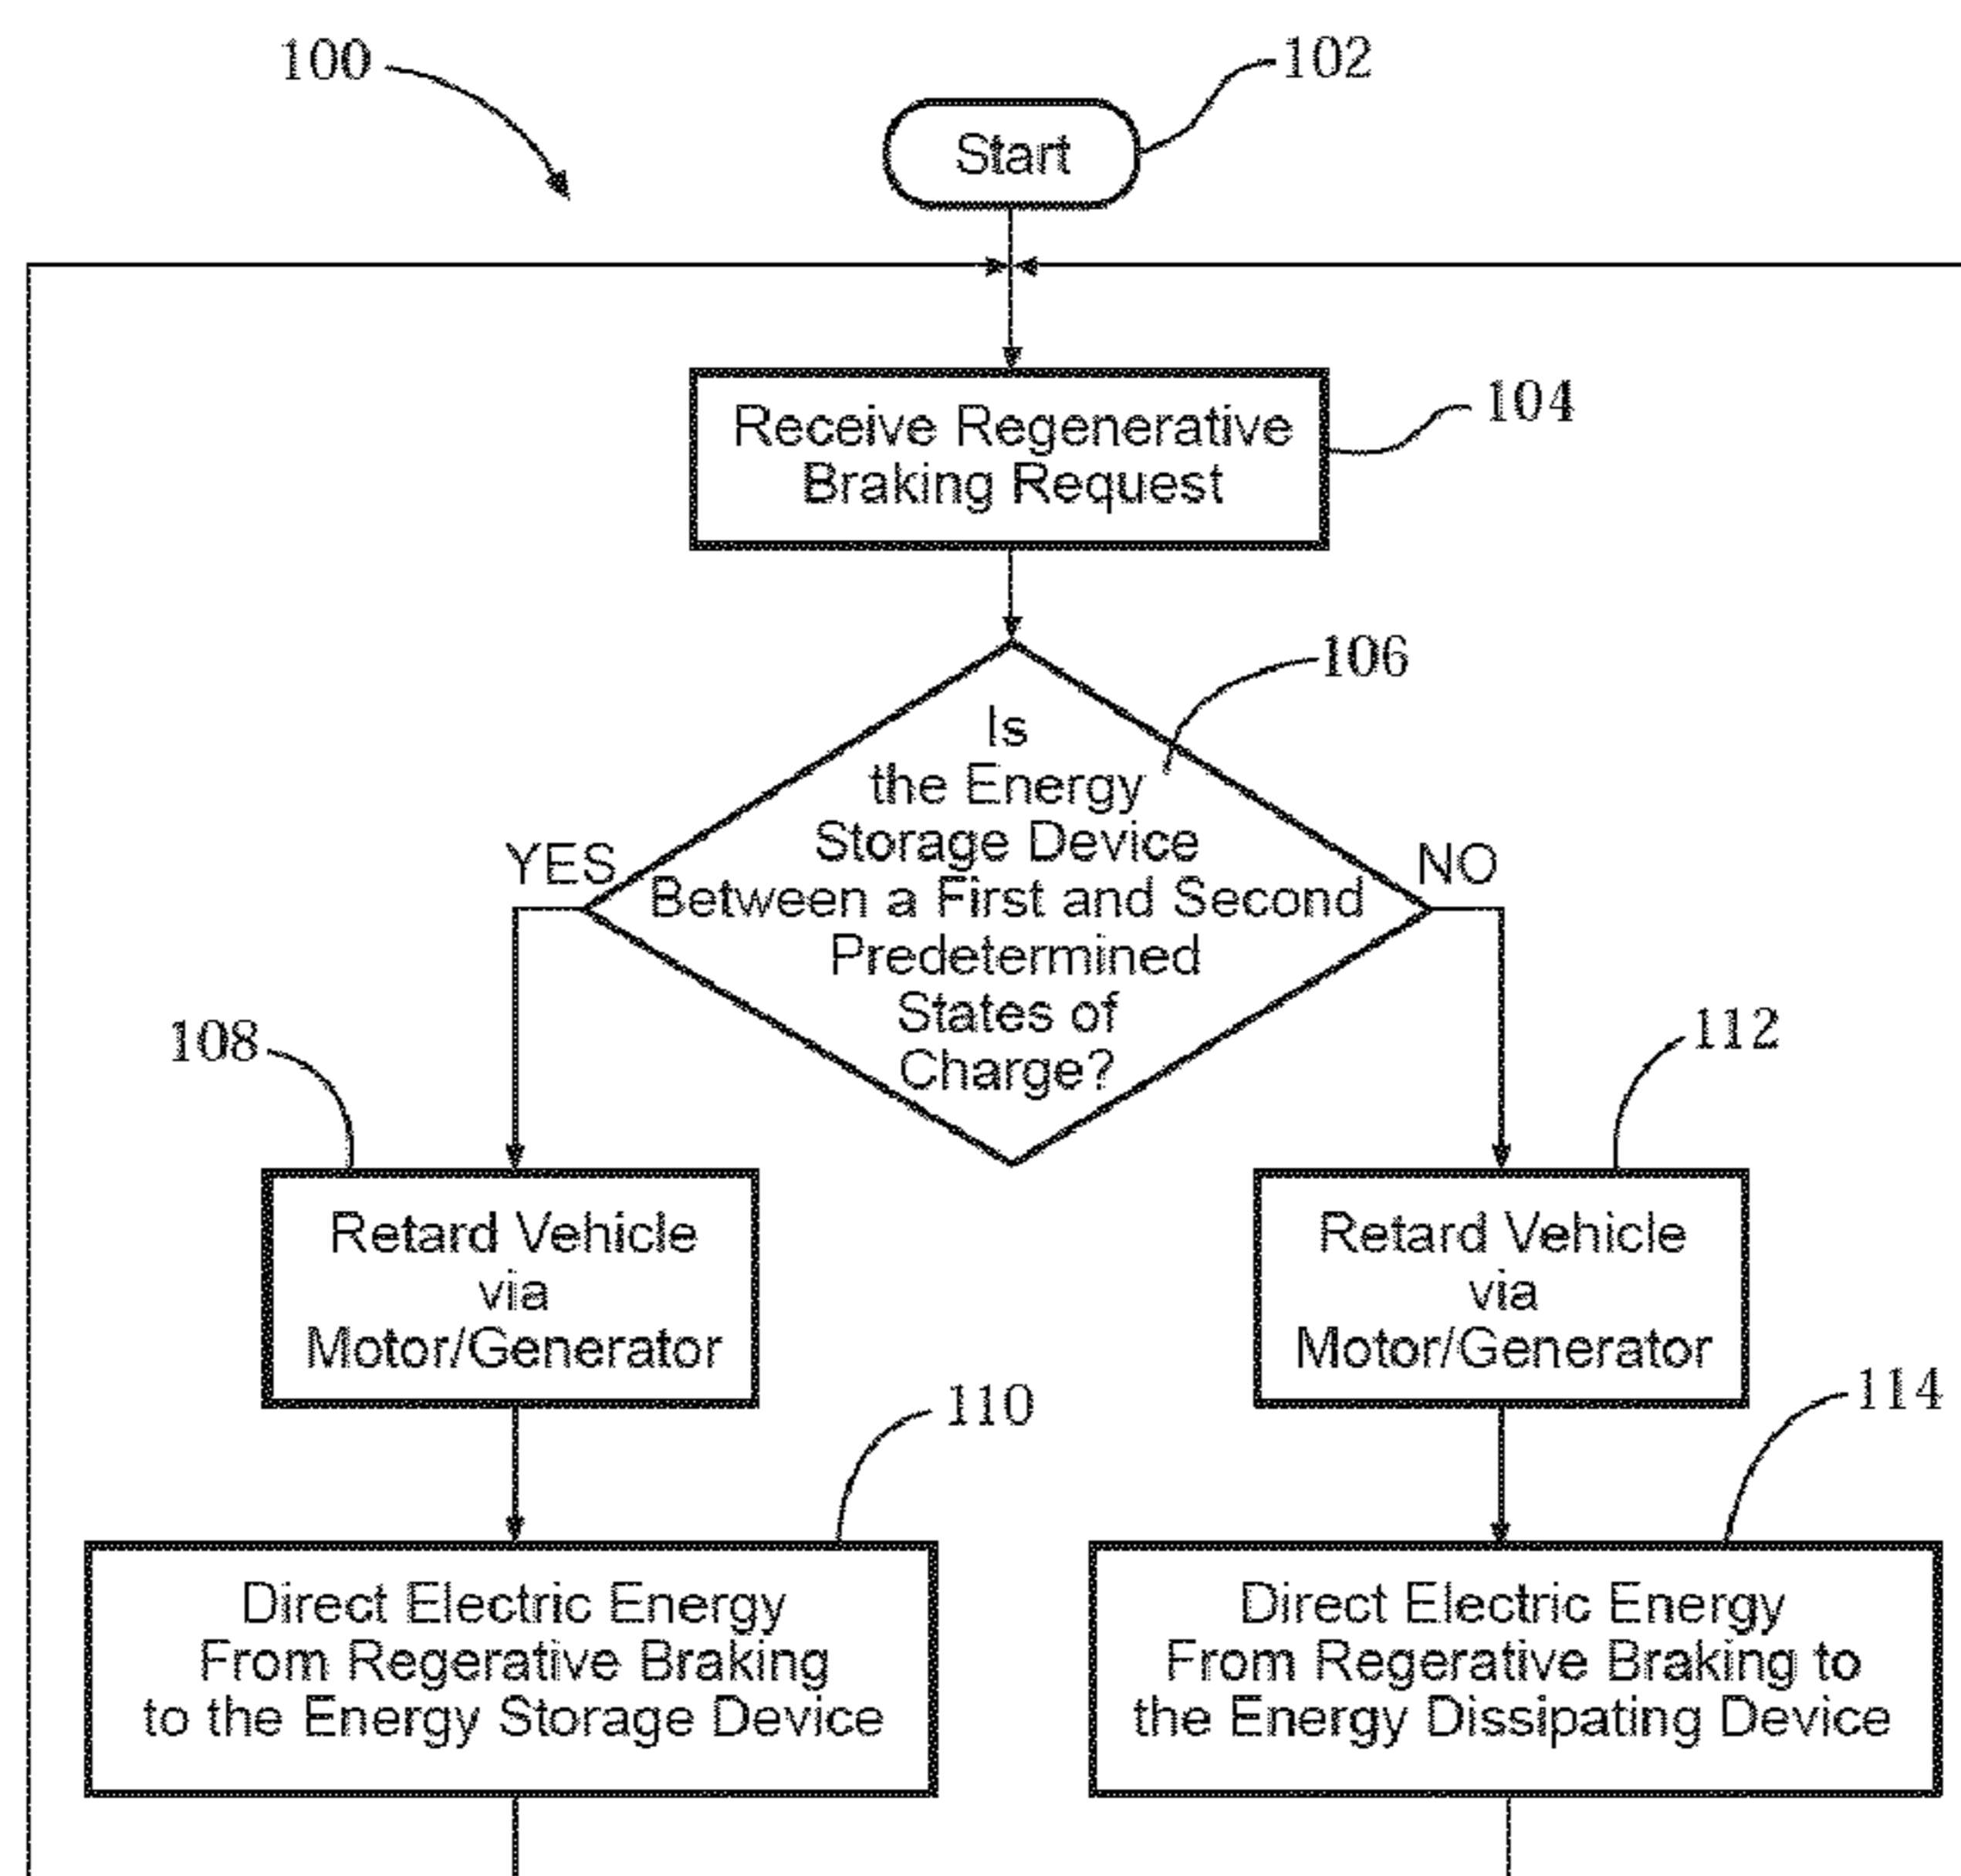 100
102
Start
Receive Regenerative
Braking Request
104
106
Is
the Energy
Storage Device
Between a First and Second
Predetermined
States of
Charge?
YES
NO
108
Retard Vehicle
via
Motor/Generator
112
Retard Vehicle
via
Motor/Generator
110
Direct Electric Energy
From Regerative Braking
to the Energy Storage Device
114
Direct Electric Energy
From Regerative Braking to
the Energy Dissipating Device